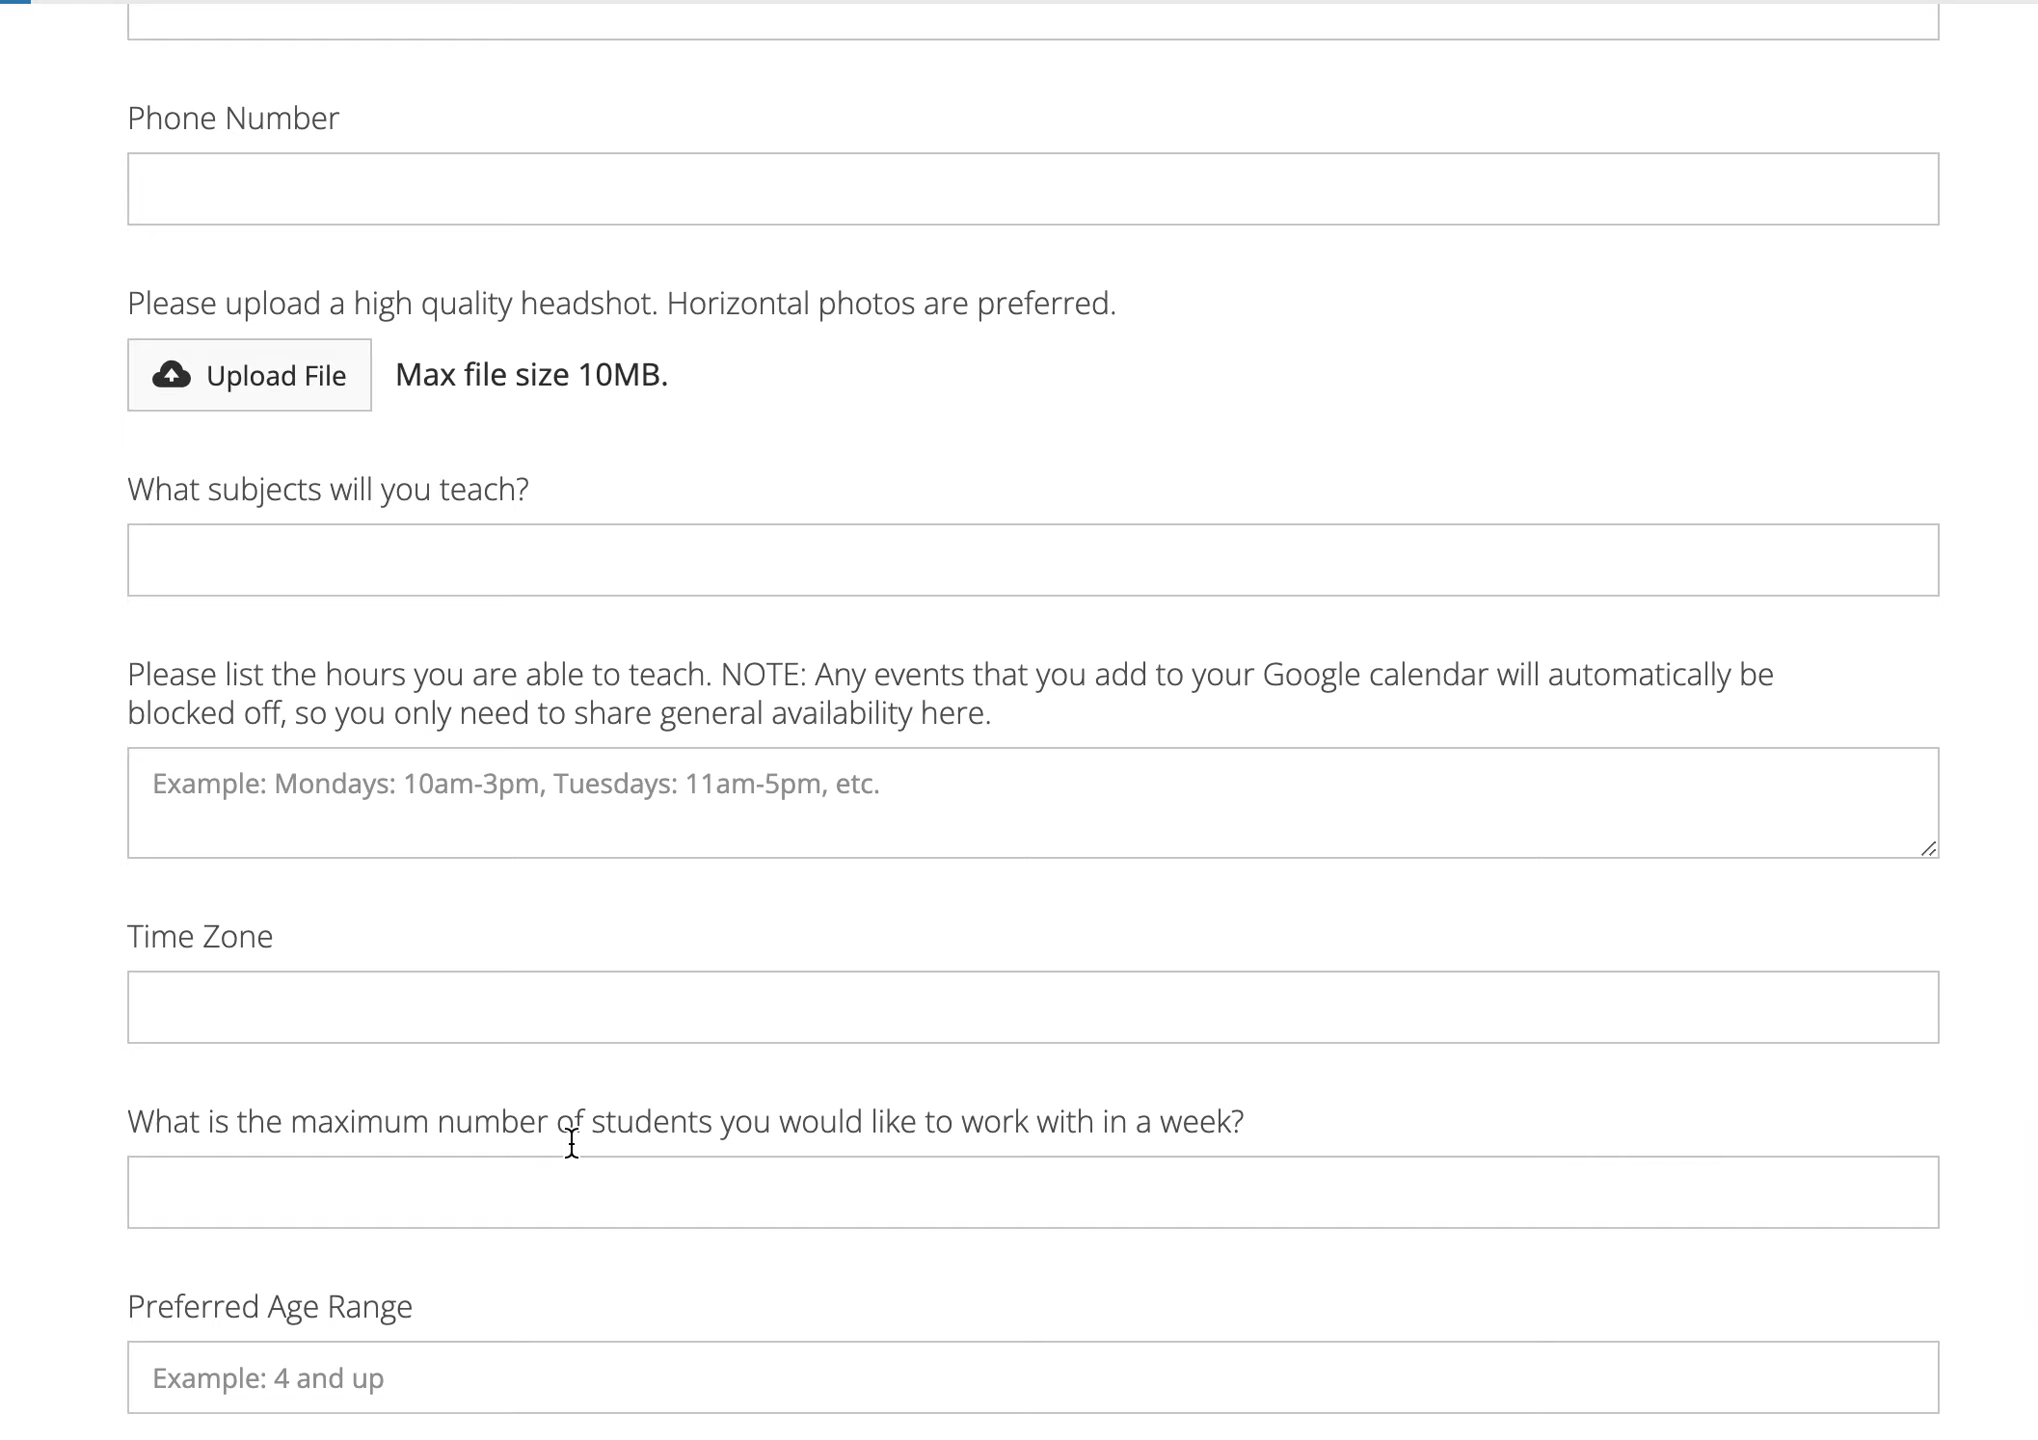 Phone Number
Please upload a high quality headshot. Horizontal photos are preferred.
Upload File
Max file size 10MB.
What subjects will you teach?
Please list the hours you are able to teach. NOTE: Any events that you add to your Google calendar will automatically be
blocked off, so you only need to share general availability here.
Example: Mondays: 10am-3pm, Tuesdays: 11am-5pm, etc.
Time Zone
What is the maximum number of students you would like to work with in a week?
Preferred Age Range
Example: 4 and up